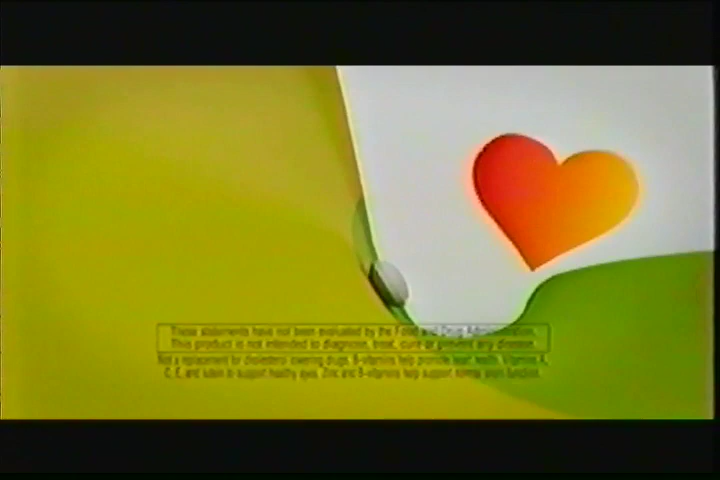 These statements have not been evaluated by the Food and Drug Administration.
This product is not intended to diagnose, treat, cure or prevent any disease.
Not a replacement for cholesterol lowering drugs. B-vitamins help promote heart health. Vitamins A,
C, E, and lutein to support healthy eyes. Zinc and B-vitamins help support normal brain function.